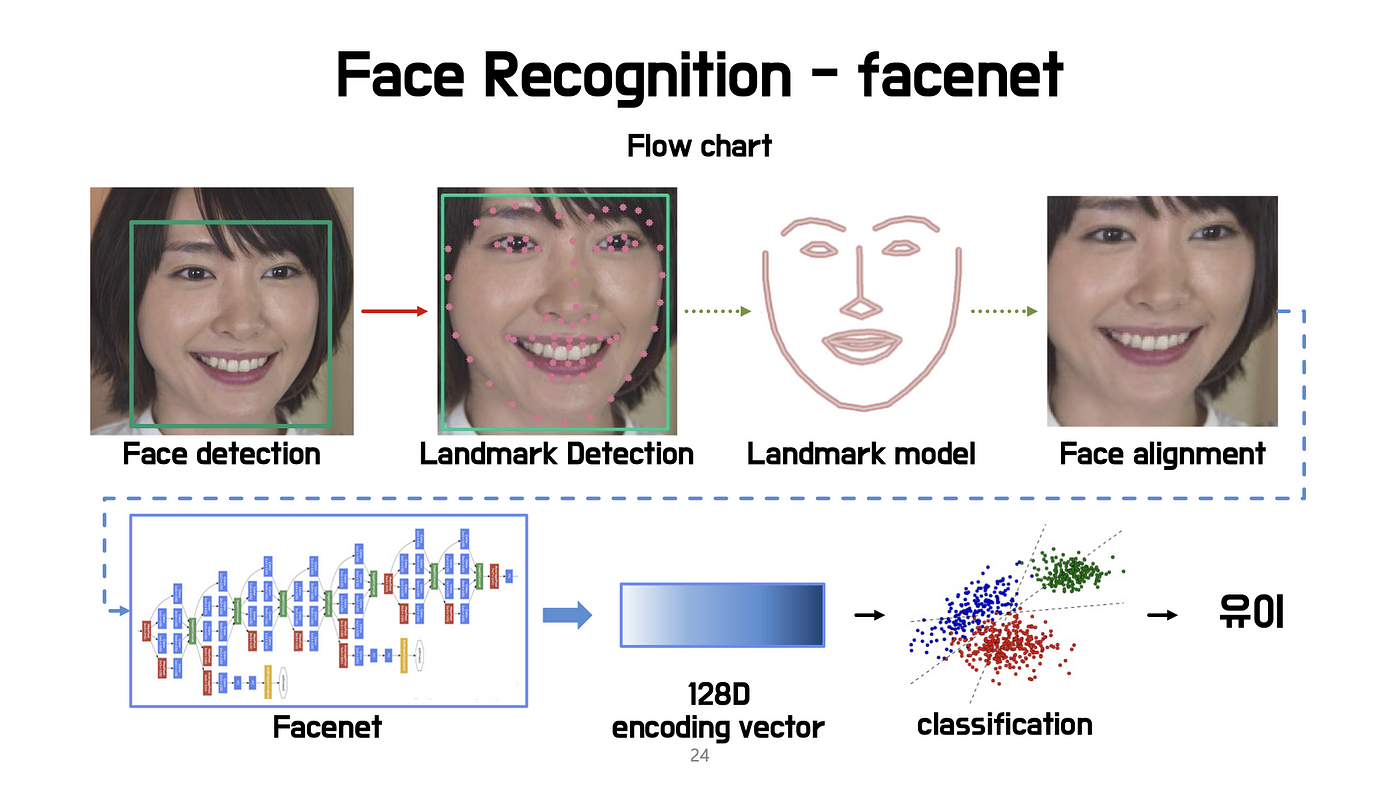 Face Recognition - facenet
Flow chart
Face detection
Landmark Detection
Landmark model
Face alignment
Facenet
128D
encoding vector
classification
유이
24